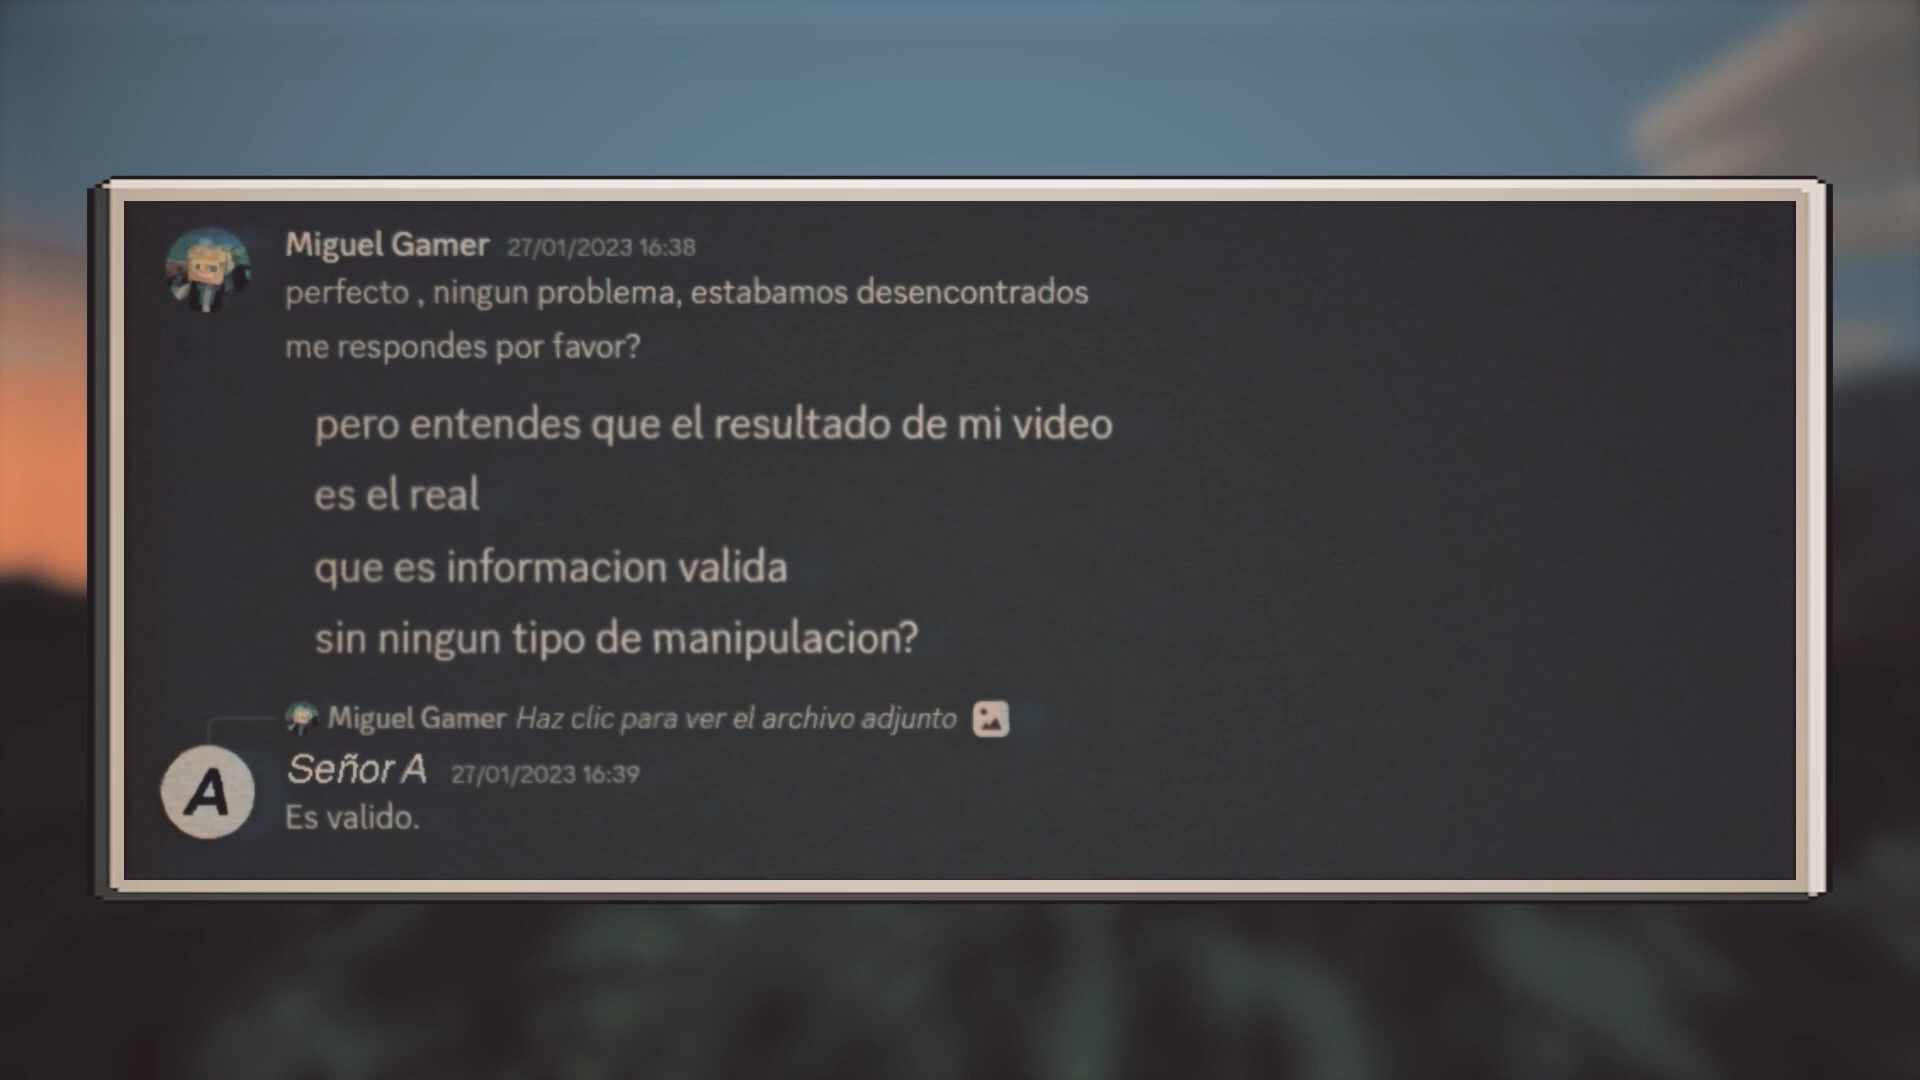 Miguel Gamer 27/01/2023 16:38
perfecto , ningun problema, estabamos desencontrados
me respondes por favor?
pero entendes que el resultado de mi video
es el real
que es informacion valida
sin ningun tipo de manipulacion?
Miguel Gamer Haz clic para ver el archivo adjunto
A
Señor A 27/01/2023 16:39
Es valido.